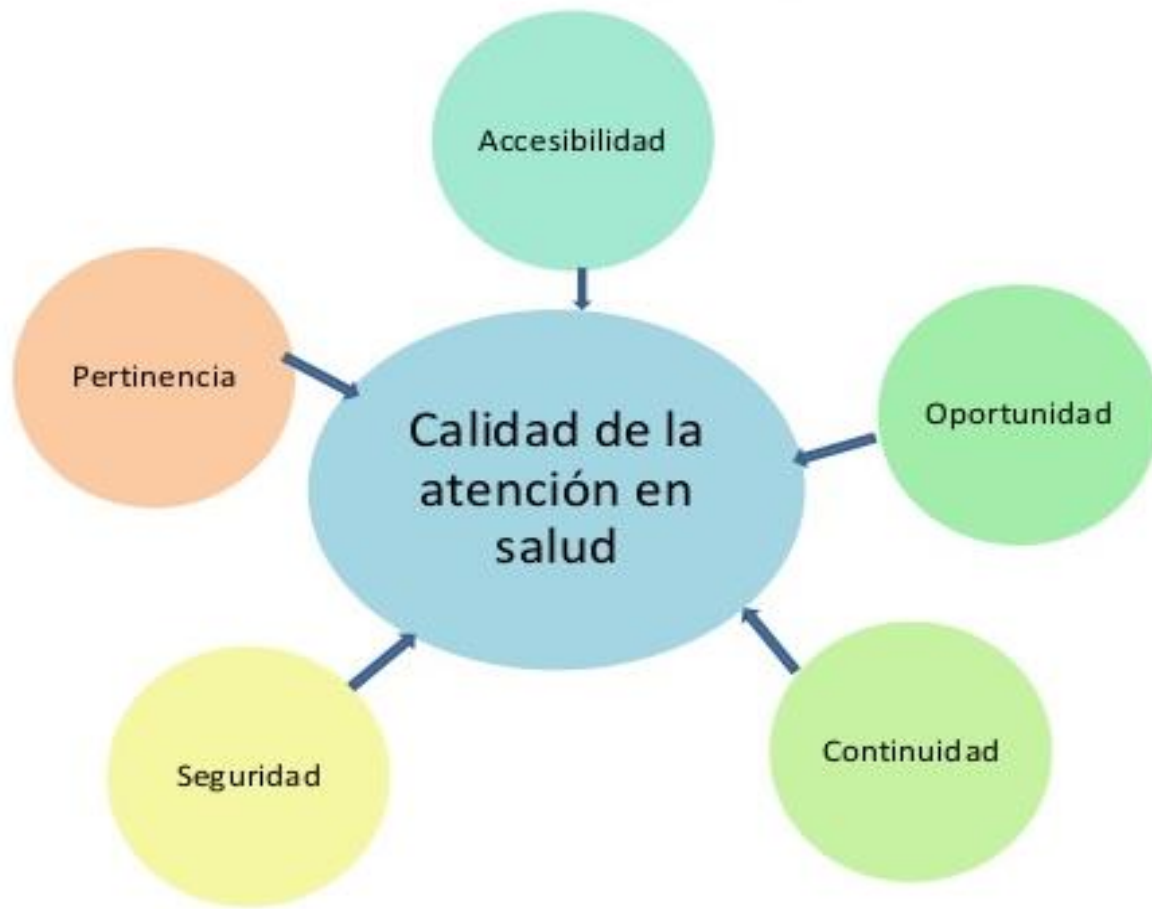 Accesibilidad
Pertinencia
Oportunidad
Calidad de la
atención en
salud
Seguridad
Continuidad